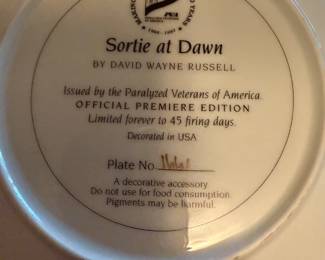 Sortie at Dawn
BY DAVID WAYNE RUSSELL
Issued by the Paralyzed Veterans of America.
OFFICIAL PREMIERE EDITION
Limited forever to 45 firing days.
Decorated in USA
Plate No.
A decorative accessory
Do not use for food consumption.
Pigments may be harmful.